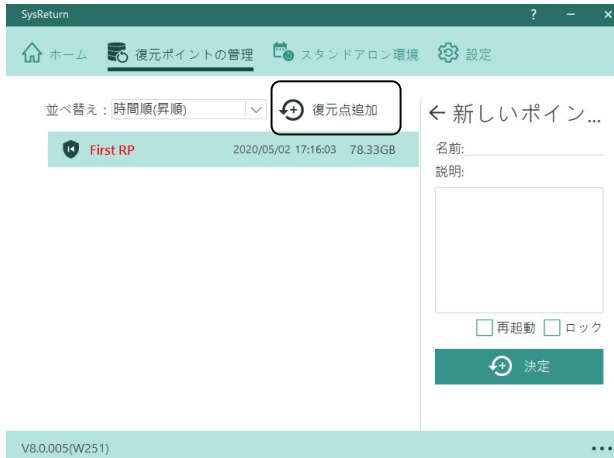 SysReturn ? － ×
ホーム 復元ポイントの管理 スタンドアロン環境 設定
並べ替え：時間順(昇順) 復元点追加
First RP 2020/05/02 17:16:03 78.33GB
← 新しいポイン...
名前:
説明:
再起動 ロック
決定
V8.0.005(W251) •••